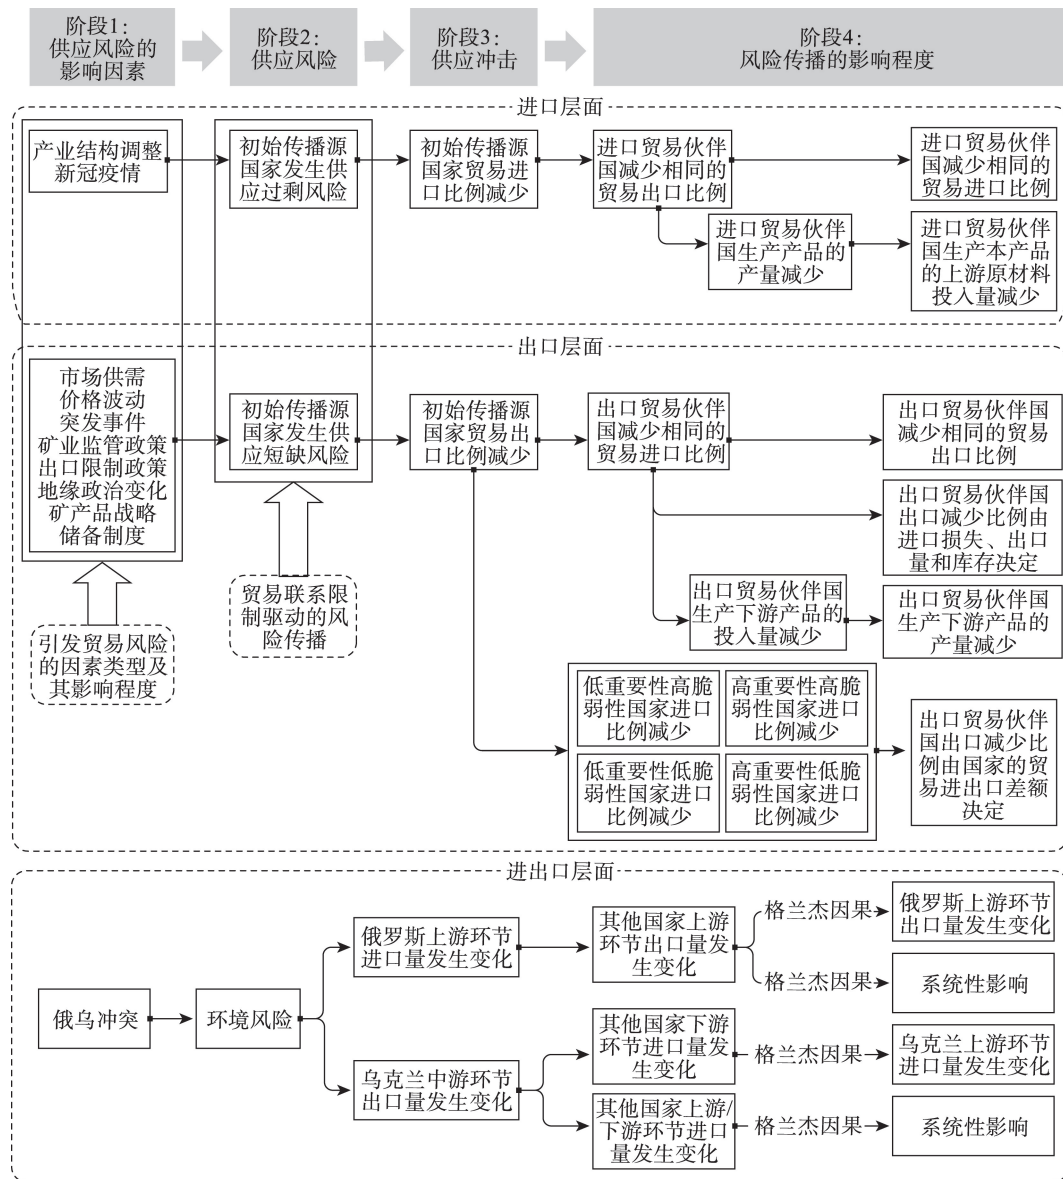 阶段1：
供应风险的
影响因素
阶段2：
供应风险
阶段3：
供应冲击
阶段4：
风险传播的影响程度
进口层面
产业结构调整
新冠疫情
初始传播源
国家发生供
应过剩风险
初始传播源
国家贸易进
口比例减少
进口贸易伙伴
国减少相同的
贸易出口比例
进口贸易伙伴
国减少相同的
贸易进口比例
进口贸易伙伴
国生产产品的
产量减少
进口贸易伙伴
国生产本产品
的上游原材料
投入量减少
出口层面
市场供需
价格波动
突发事件
矿业监管政策
出口限制政策
地缘政治变化
矿产品战略
储备制度
初始传播源
国家发生供
应短缺风险
初始传播源
国家贸易出
口比例减少
出口贸易伙伴
国减少相同的
贸易进口比例
出口贸易伙伴国
减少相同的贸易
出口比例
出口贸易伙伴国
出口减少比例由
进口损失、出口
量和库存决定
出口贸易伙伴国
生产下游产品的
投入量减少
出口贸易伙伴国
生产下游产品的
产量减少
引发贸易风险
的因素类型及
其影响程度
贸易联系限
制驱动的风
险传播
低重要性高脆
弱性国家进口
比例减少
高重要性高脆
弱性国家进口
比例减少
低重要性低脆
弱性国家进口
比例减少
高重要性低脆
弱性国家进口
比例减少
出口贸易伙伴
国出口减少比
例由国家的贸
易进出口差额
决定
进出口层面
俄乌冲突
环境风险
俄罗斯上游环节
进口量发生变化
其他国家上游
环节出口量发
生变化
格兰杰因果
俄罗斯上游环节
出口量发生变化
格兰杰因果
系统性影响
乌克兰中游环节
出口量发生变化
其他国家下游
环节进口量发
生变化
格兰杰因果
乌克兰上游环节
进口量发生变化
其他国家上游/
下游环节进口
量发生变化
格兰杰因果
系统性影响